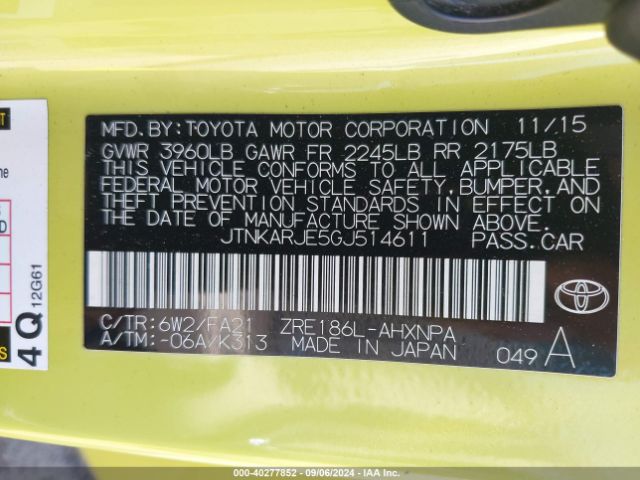 MFD.BY:TOYOTA MOTOR CORPORATION 11/15
GVWR 3960LB GAWR FR 2245LB RR 2175LB
THIS VEHICLE CONFORMS TO ALL APPLICABLE
FEDERAL MOTOR VEHICLE SAFETY,BUMPER,AND
THEFT PREVENTION STANDARDS IN EFFECT ON
THE DATE OF MANUFACTURE SHOWN ABOVE.
JTNKARJE5GJ514611 PASS.CAR
C/TR:6W2/FA21 ZRE186L-AHXNPA
A/TM:-06A/K313 MADE IN JAPAN 049 A
4Q 12G61
000-40277852 - 09/06/2024 - IAA Inc.